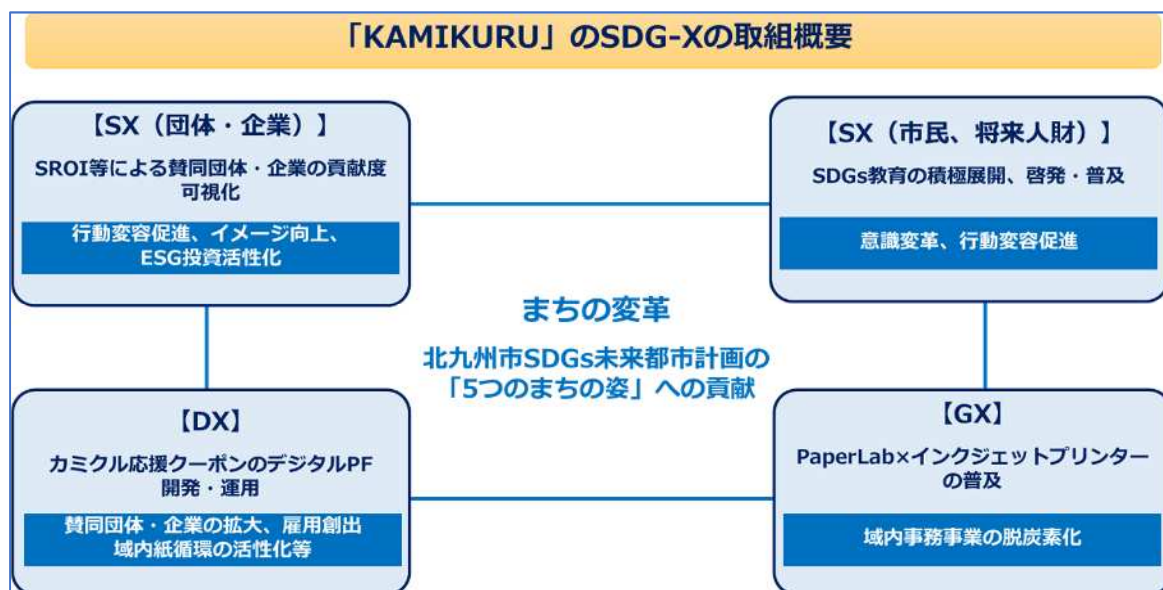 「KAMIKURU」のSDG-Xの取組概要
【SX（団体・企業）】
SROI等による賛同団体・企業の貢献度
可視化
行動変容促進、イメージ向上、
ESG投資活性化
【SX（市民、将来人財）】
SDGs教育の積極展開、啓発・普及
意識変革、行動変容促進
まちの変革
北九州市SDGs未来都市計画の
「5つのまちの姿」への貢献
【DX】
カミクル応援クーポンのデジタルPF
開発・運用
賛同団体・企業の拡大、雇用創出
域内紙循環の活性化等
【GX】
PaperLab×インクジェットプリンター
の普及
域内事務事業の脱炭素化